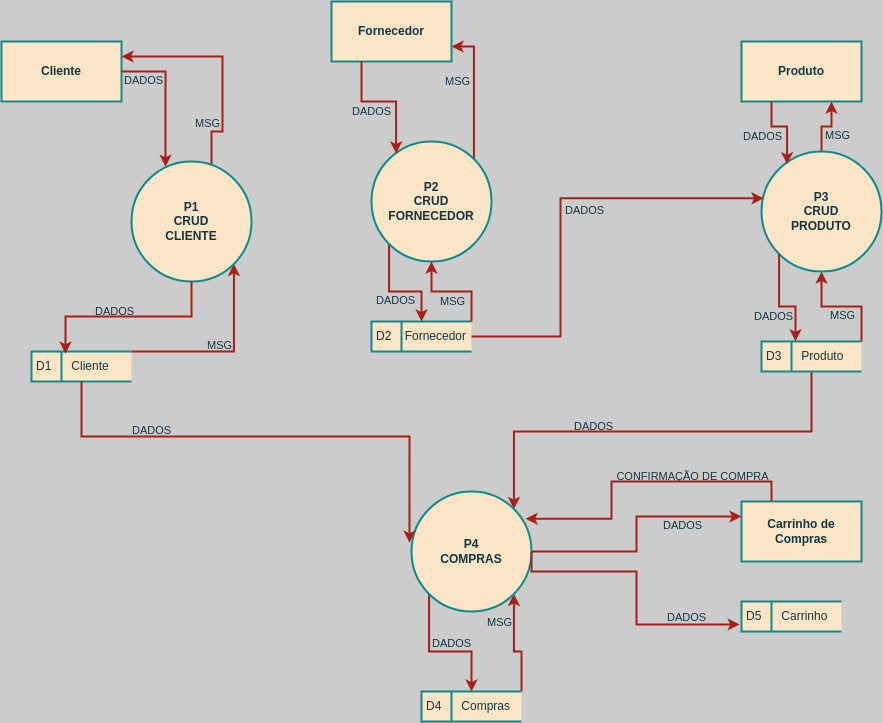 Fornecedor
Cliente
Produto
DADOS
MSG
MSG
DADOS
DADOS
MSG
P1
CRUD
CLIENTE
P2
CRUD
FORNECEDOR
P3
CRUD
PRODUTO
DADOS
DADOS
MSG
DADOS
MSG
DADOS
MSG
D1 Cliente
D2 Fornecedor
D3 Produto
DADOS
DADOS
CONFIRMAÇÃO DE COMPRA
P4
COMPRAS
DADOS
Carrinho de
Compras
MSG
DADOS
D5 Carrinho
DADOS
D4 Compras